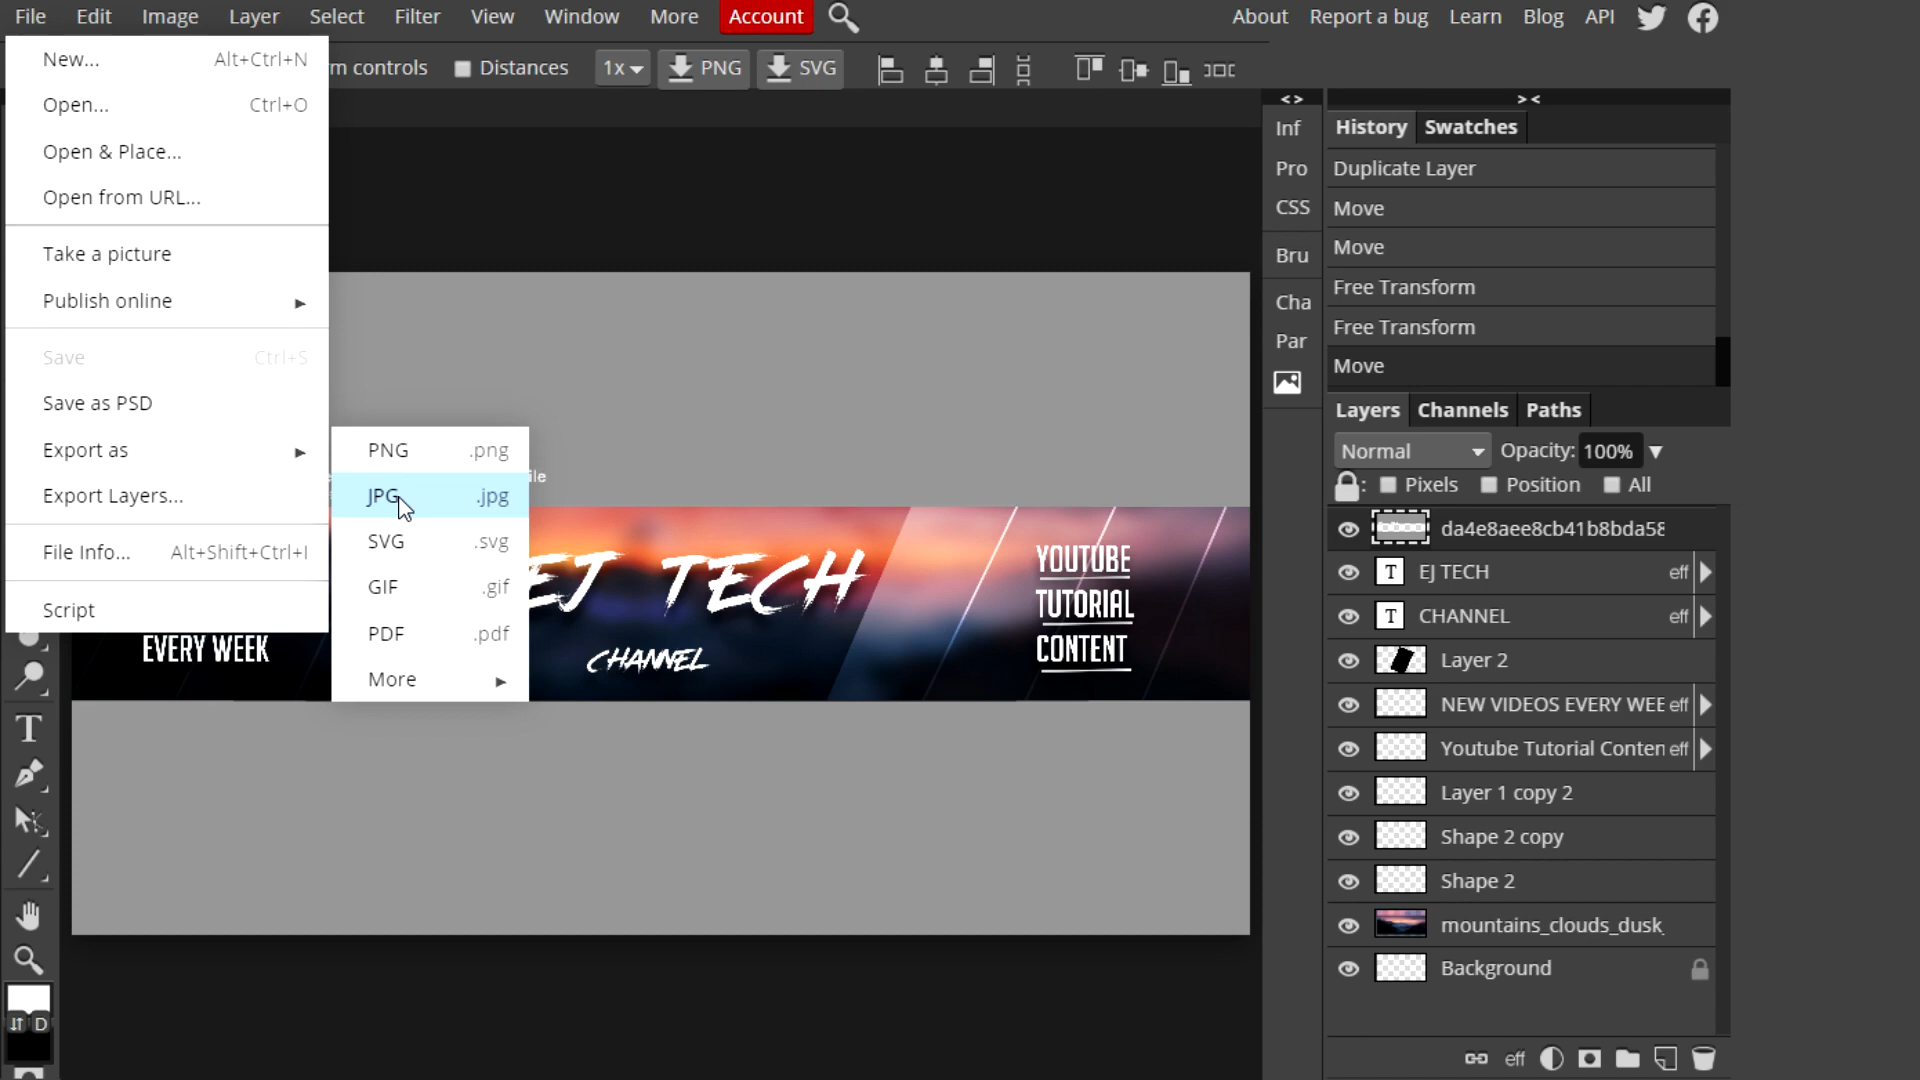 File Edit Image Layer Select Filter View Window More Account About Report a bug Learn Blog API
m controls Distances 1x PNG SVG
New... Alt+Ctrl+N
Open... Ctrl+O
Open & Place...
Open from URL...
Take a picture
Publish online
Save Ctrl+S
Save as PSD
Export as
Export Layers...
File Info... Alt+Shift+Ctrl+I
Script
PNG .png
JPG .jpg
SVG .svg
GIF .gif
PDF .pdf
More
ile
EJ TECH
CHANNEL
EVERY WEEK
YOUTUBE
TUTORIAL
CONTENT
T
D
< >
Inf
Pro
CSS
Bru
Cha
Par
> <
History Swatches
Duplicate Layer
Move
Move
Free Transform
Free Transform
Move
Layers Channels Paths
Normal Opacity: 100%
: Pixels Position All
da4e8aee8cb41b8bda58
T EJ TECH eff
T CHANNEL eff
Layer 2
NEW VIDEOS EVERY WEE eff
Youtube Tutorial Conten eff
Layer 1 copy 2
Shape 2 copy
Shape 2
mountains_clouds_dusk_
Background
eff